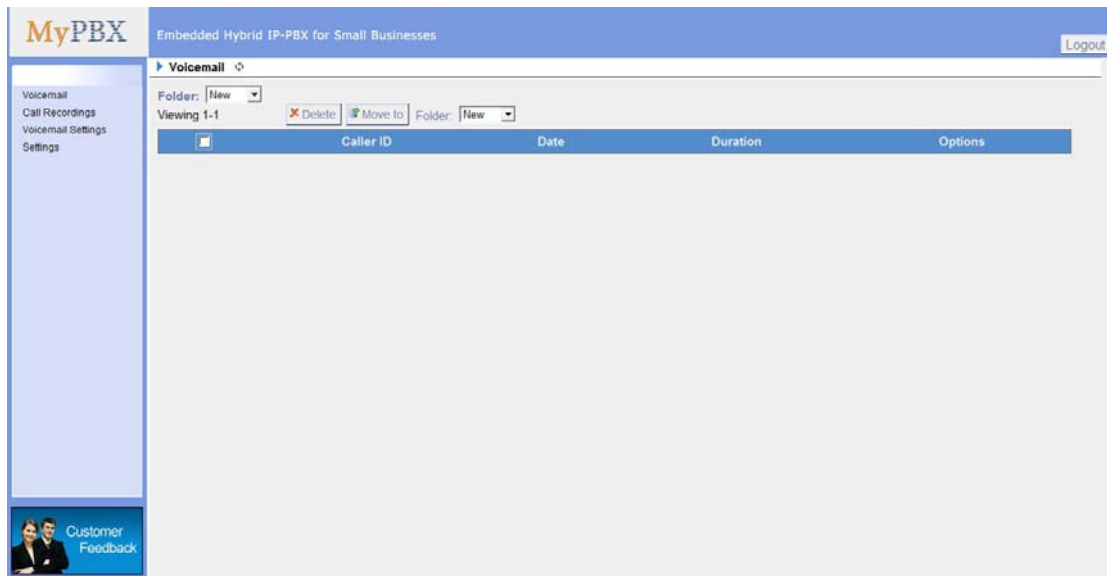 MyPBX
Embedded Hybrid IP-PBX for Small Businesses
Logout
Voicemail
Call Recordings
Voicemail Settings
Settings
Voicemail
Folder: New
Viewing 1-1 Delete Move to Folder: New
Caller ID Date Duration Options
Customer
Feedback